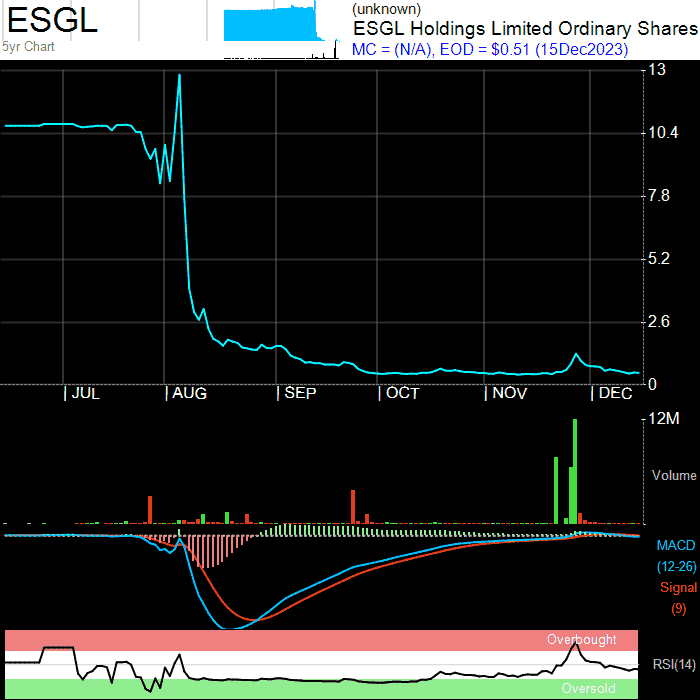 ESGL
5yr Chart
(unknown)
ESGL Holdings Limited Ordinary Shares
MC = (N/A), EOD = $0.51 (15Dec2023)
13
10.4
7.8
5.2
2.6
0
JUL AUG SEP OCT NOV DEC
12M
Volume
MACD
(12-26)
Signal
(9)
Overbought
RSI(14)
Oversold